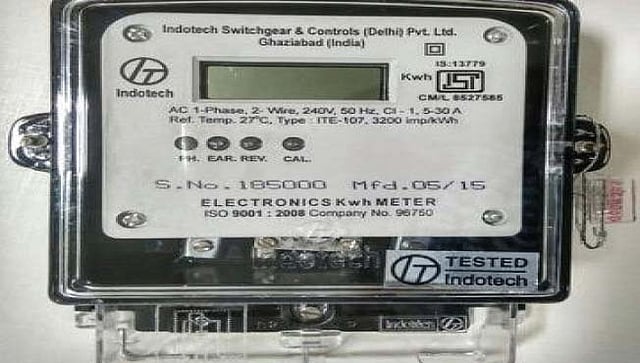 Indotech Switchgear & Controls (Delhi) Pvt. Ltd.
Ghaziabad (India)
IS:13779
Indotech
Kwh
CM/L 8527585
AC 1-Phase, 2- Wire, 240V, 50 Hz, Cl - 1, 5-30 A
Ref. Temp. 27°C, Type : ITE-107, 3200 imp/kWh
PH. EAR. REV. CAL.
S.No. 185000 Mfd.05/15
ELECTRONICS Kwh METER
ISO 9001 : 2008 Company No. 96750
TESTED
Indotech
Indotech